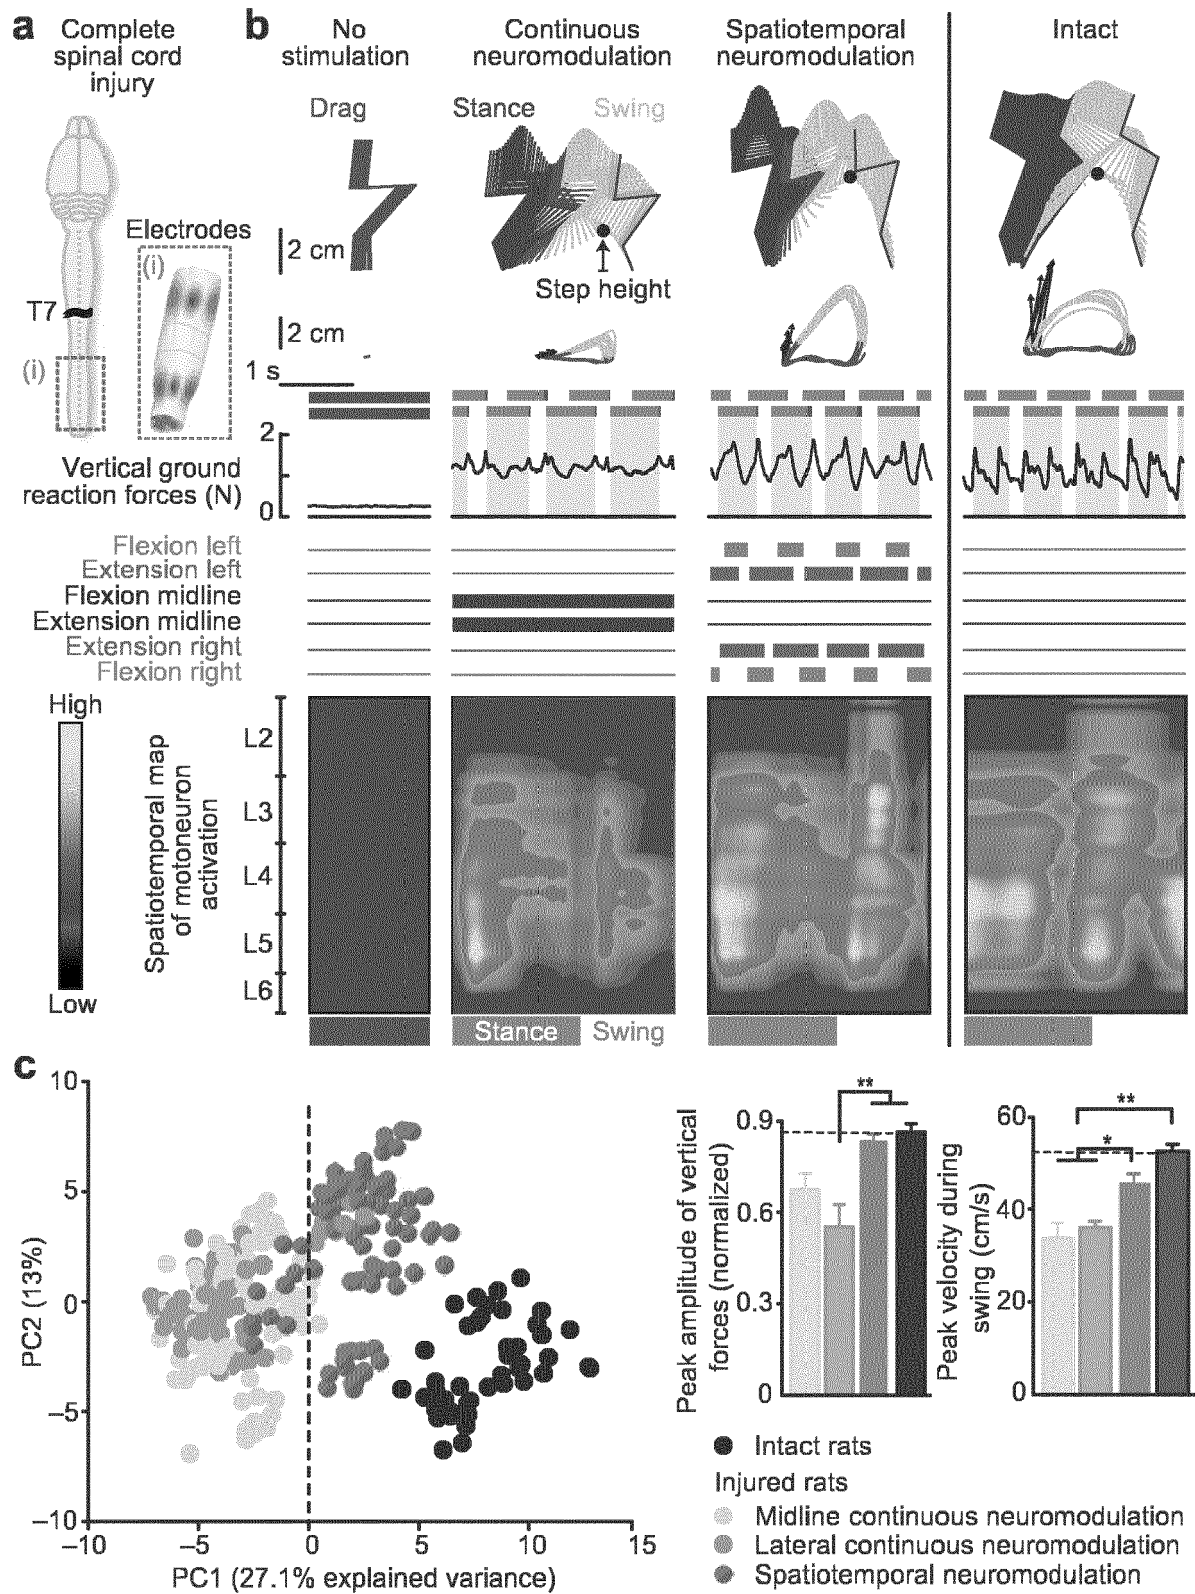 a
Complete
spinal cord
injury
T7
(i)
Electrodes
(i)
b
No
stimulation
Continuous
neuromodulation
Spatiotemporal
neuromodulation
Intact
Drag
Stance
Swing
2 cm
Step height
2 cm
1 s
2
Vertical ground
reaction forces (N)
0
Flexion left
Extension left
Flexion midline
Extension midline
Extension right
Flexion right
High
Low
Spatiotemporal map
of motoneuron
activation
L2
L3
L4
L5
L6
Stance
Swing
c
10
5
0
–5
–10
PC2 (13%)
–10
–5
0
5
10
15
PC1 (27.1% explained variance)
Peak amplitude of vertical
forces (normalized)
0.9
0.6
0.3
0
**
Peak velocity during
swing (cm/s)
60
40
20
0
**
*
Intact rats
Injured rats
Midline continuous neuromodulation
Lateral continuous neuromodulation
Spatiotemporal neuromodulation